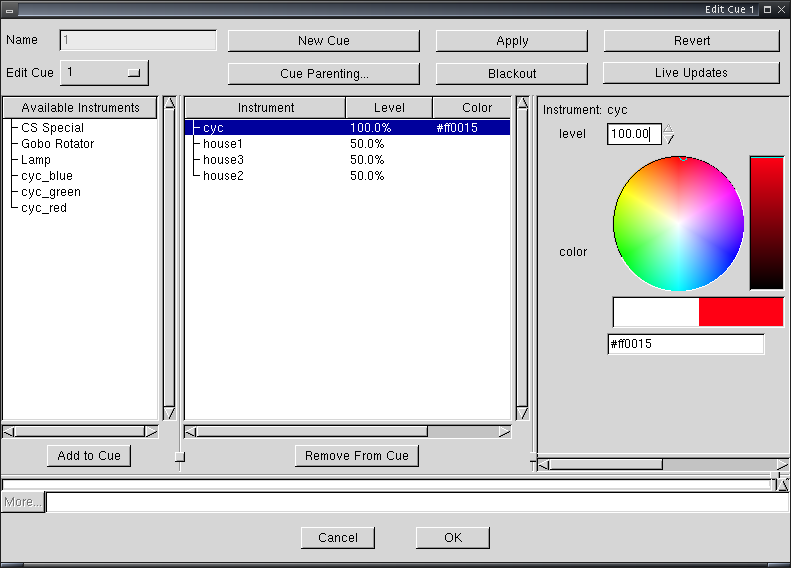 Edit Cue 1
Name 1 New Cue Apply Revert
Edit Cue 1 Cue Parenting... Blackout Live Updates
Available Instruments
CS Special
Gobo Rotator
Lamp
cyc_blue
cyc_green
cyc_red
Add to Cue
Instrument Level Color
cyc 100.0% #ff0015
house1 50.0%
house3 50.0%
house2 50.0%
Remove From Cue
Instrument: cyc
level 100.00
color
#ff0015
More...
Cancel OK